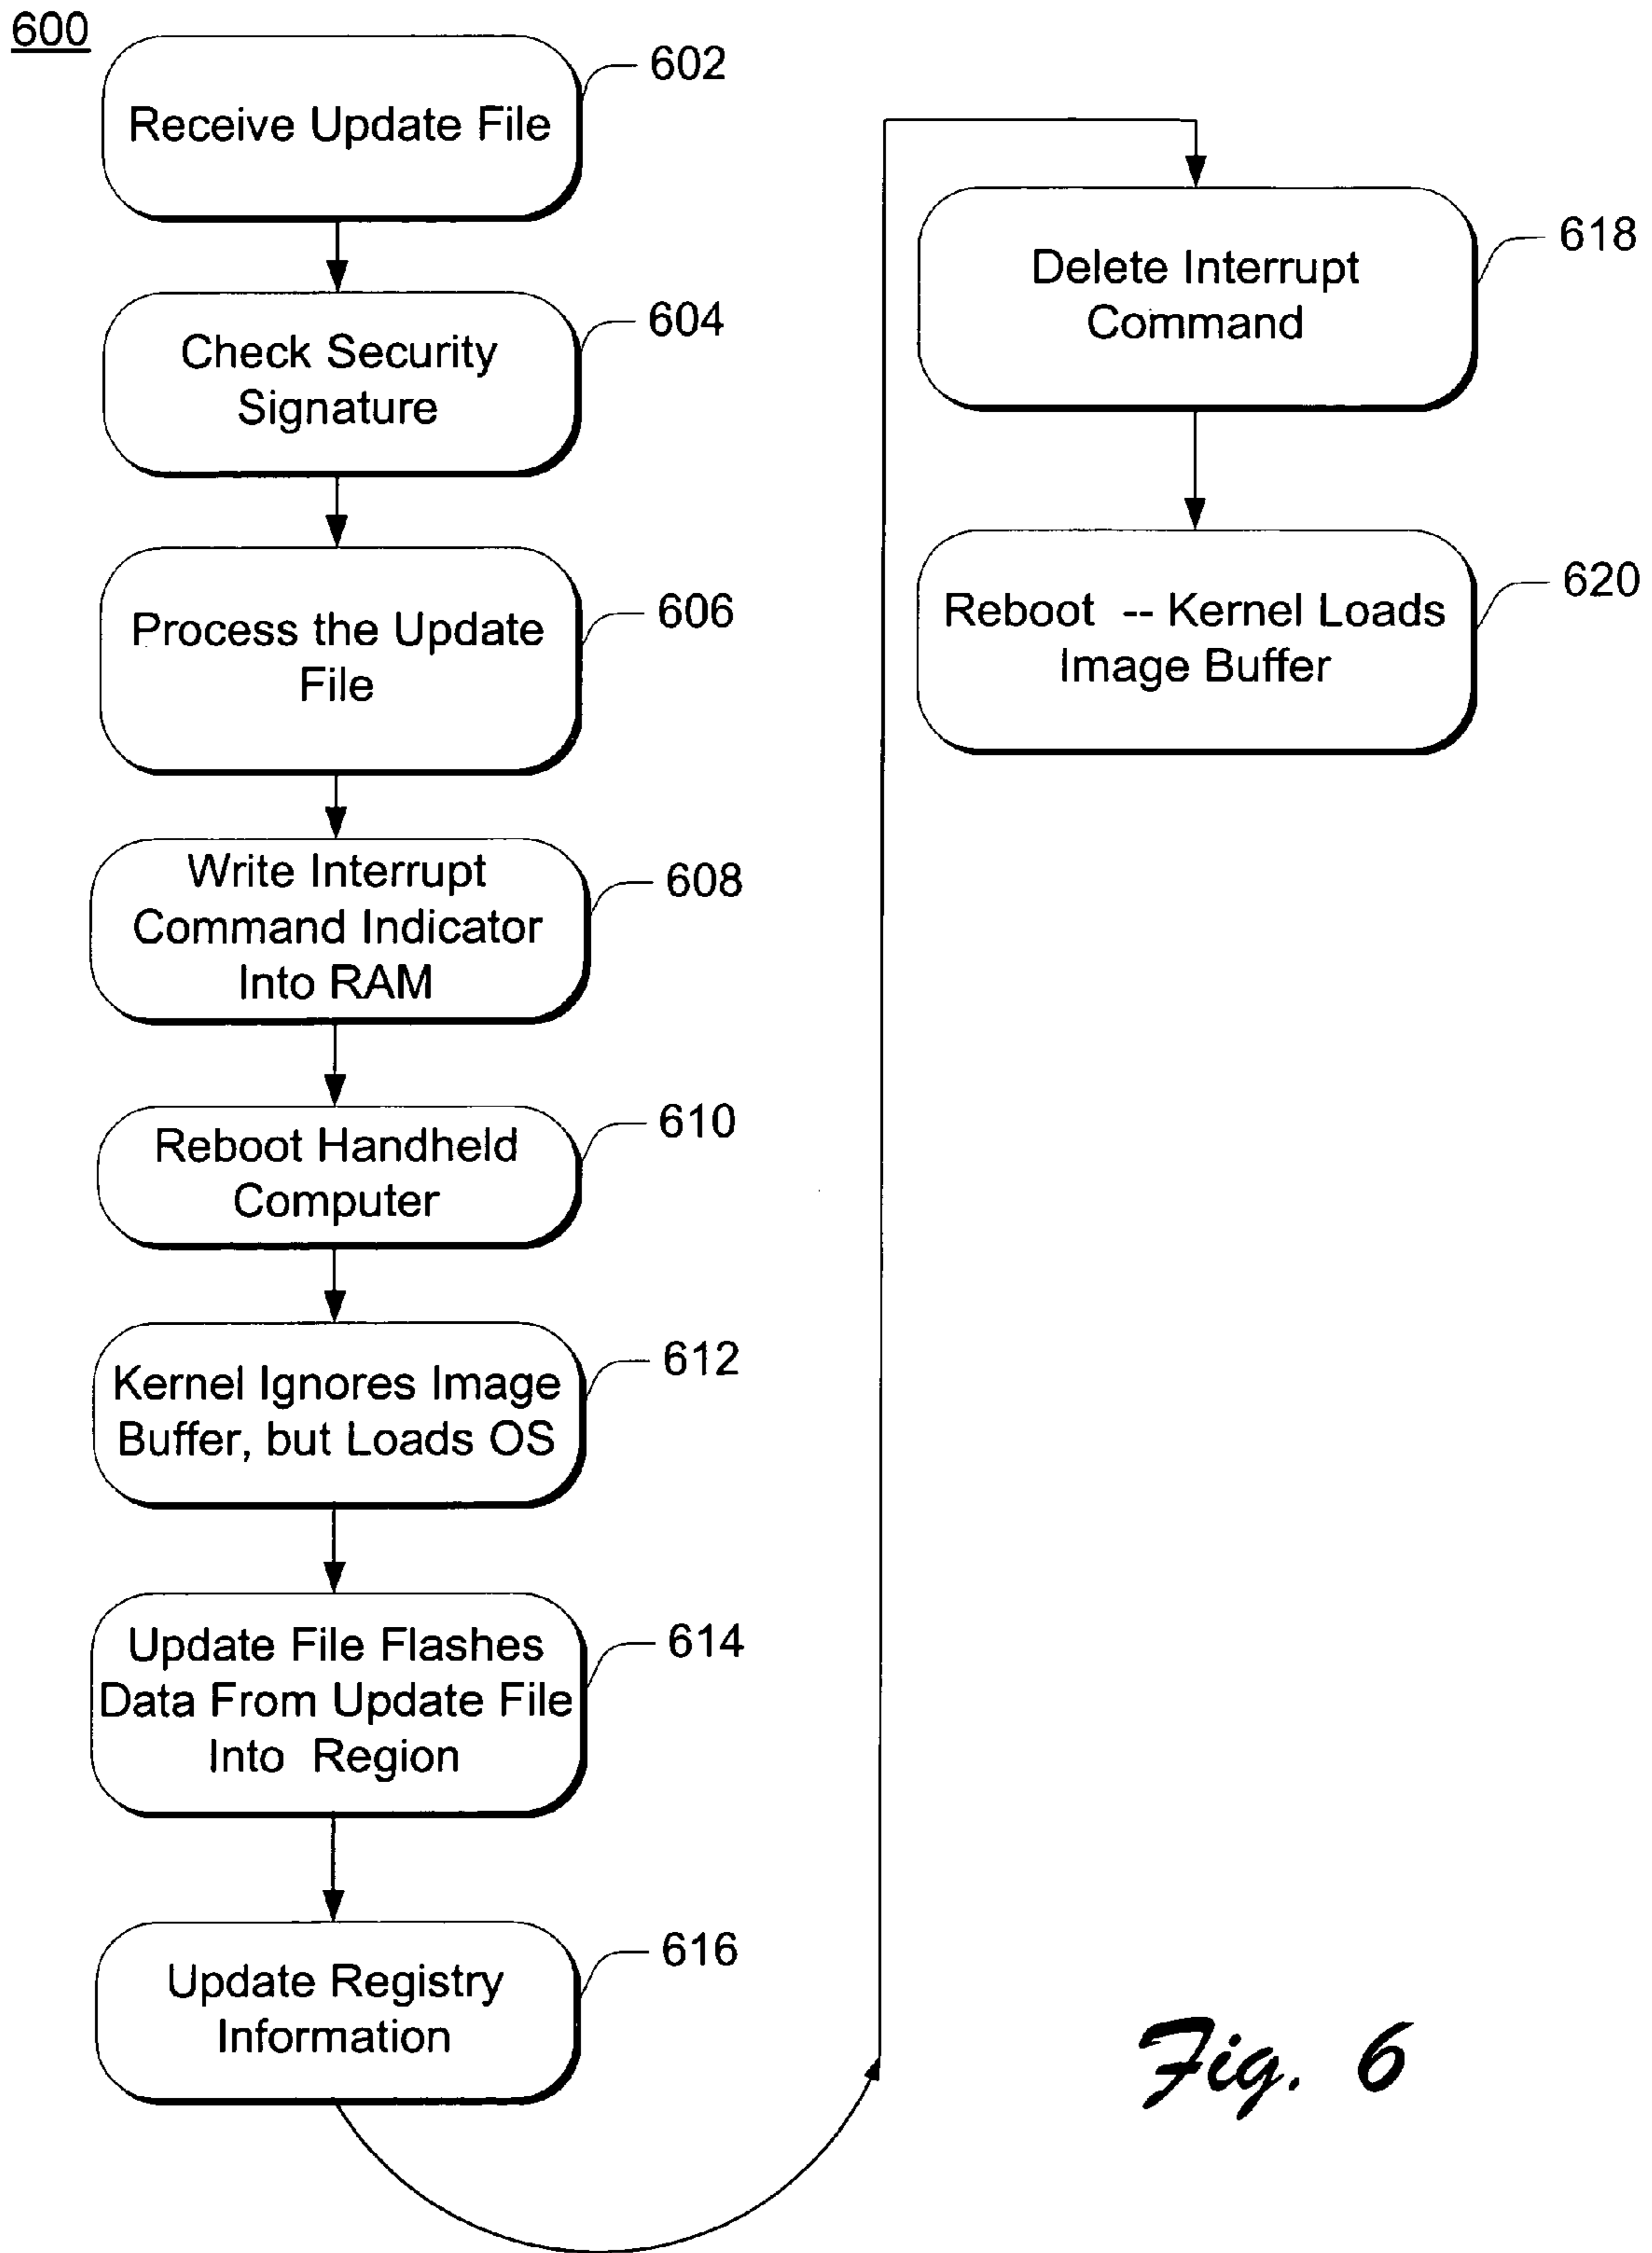 600
Receive Update File
602
Check Security
Signature
604
Process the Update
File
606
Write Interrupt
Command Indicator
Into RAM
608
Reboot Handheld
Computer
610
Kernel Ignores Image
Buffer, but Loads OS
612
Update File Flashes
Data From Update File
Into Region
614
Update Registry
Information
616
Delete Interrupt
Command
618
Reboot -- Kernel Loads
Image Buffer
620
Fig. 6